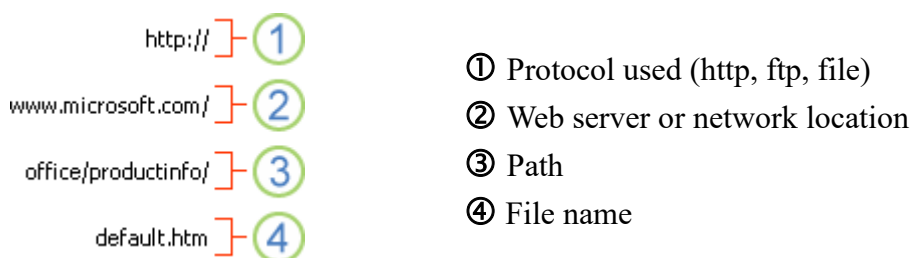 http:// 1
www.microsoft.com/ 2
office/productinfo/ 3
default.htm 4
① Protocol used (http, ftp, file)
② Web server or network location
③ Path
④ File name